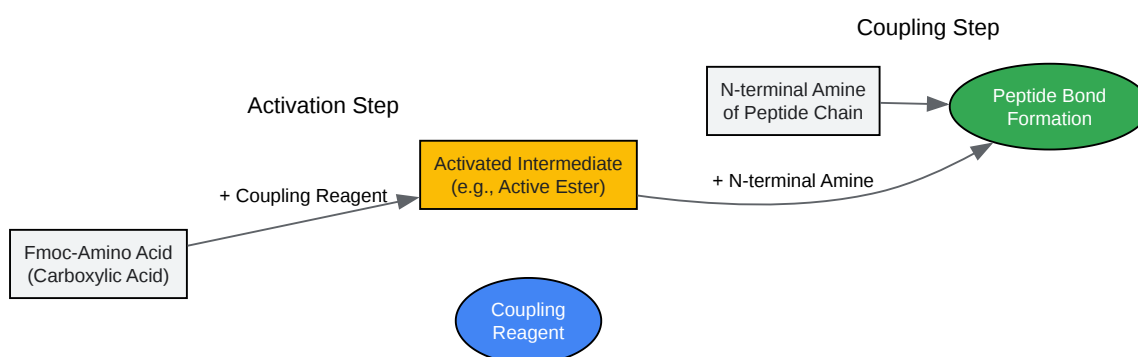 Coupling Step
N-terminal Amine
of Peptide Chain
Peptide Bond
Formation
Activation Step
Activated Intermediate
(e.g., Active Ester)
+ N-terminal Amine
+ Coupling Reagent
Fmoc-Amino Acid
(Carboxylic Acid)
Coupling
Reagent